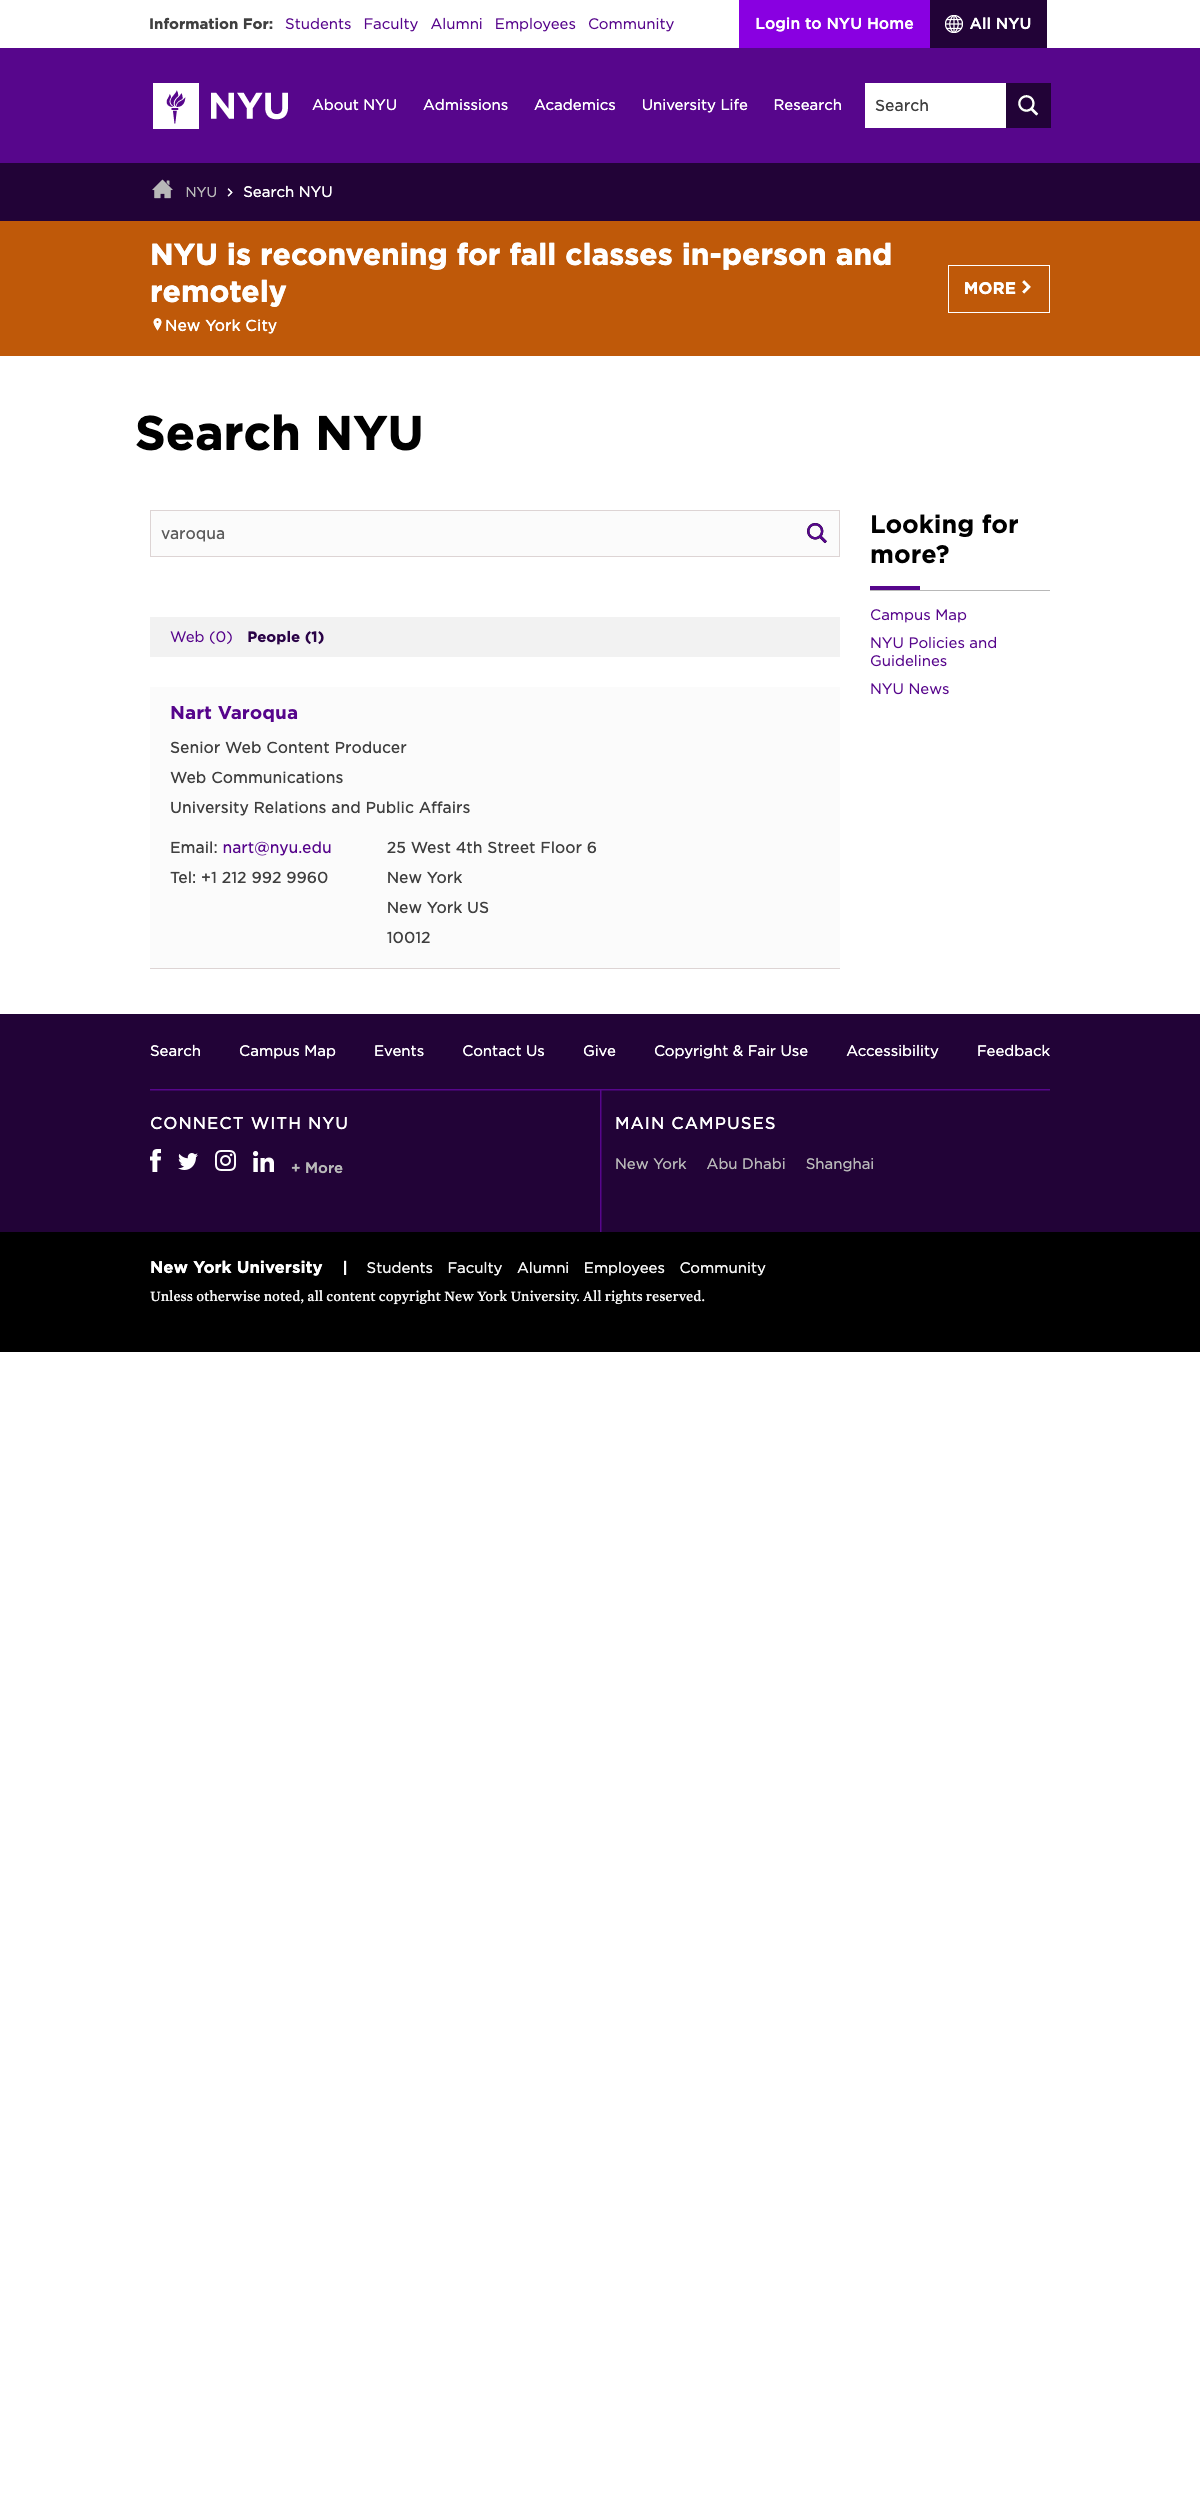 Information For: Students Faculty Alumni Employees Community Login to NYU Home All NYU
NYU About NYU Admissions Academics University Life Research Search
NYU › Search NYU
NYU is reconvening for fall classes in-person and
remotely
New York City
MORE
Search NYU
varoqua
Web (0) People (1)
Nart Varoqua
Senior Web Content Producer
Web Communications
University Relations and Public Affairs
Email: nart@nyu.edu
Tel: +1 212 992 9960
25 West 4th Street Floor 6
New York
New York US
10012
Looking for
more?
Campus Map
NYU Policies and
Guidelines
NYU News
Search Campus Map Events Contact Us Give Copyright & Fair Use Accessibility Feedback
CONNECT WITH NYU
+ More
MAIN CAMPUSES
New York Abu Dhabi Shanghai
New York University | Students Faculty Alumni Employees Community
Unless otherwise noted, all content copyright New York University. All rights reserved.